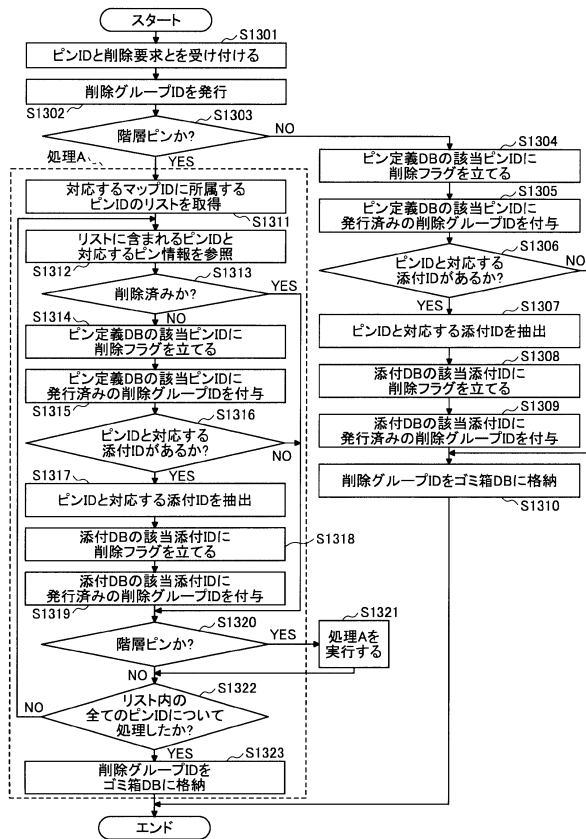 スタート
S1301
ピンIDと削除要求とを受け付ける
削除グループIDを発行
S1302
S1303
階層ピンか?
NO
YES
処理A
対応するマップIDに所属する
ピンIDのリストを取得
S1311
リストに含まれるピンIDと
対応するピン情報を参照
S1312
S1313
削除済みか?
YES
NO
S1314
ピン定義DBの該当ピンIDに
削除フラグを立てる
ピン定義DBの該当ピンIDに
発行済みの削除グループIDを付与
S1315
S1316
ピンIDと対応する
添付IDがあるか?
NO
YES
S1317
ピンIDと対応する添付IDを抽出
添付DBの該当添付IDに
削除フラグを立てる
S1318
添付DBの該当添付IDに
発行済みの削除グループIDを付与
S1319
S1320
階層ピンか?
YES
NO
S1321
処理Aを
実行する
S1322
リスト内の
全てのピンIDについて
処理したか?
NO
YES
S1323
削除グループIDを
ゴミ箱DBに格納
エンド
S1304
ピン定義DBの該当ピンIDに
削除フラグを立てる
S1305
ピン定義DBの該当ピンIDに
発行済みの削除グループIDを付与
S1306
ピンIDと対応する
添付IDがあるか?
NO
YES
S1307
ピンIDと対応する添付IDを抽出
S1308
添付DBの該当添付IDに
削除フラグを立てる
S1309
添付DBの該当添付IDに
発行済みの削除グループIDを付与
削除グループIDをゴミ箱DBに格納
S1310